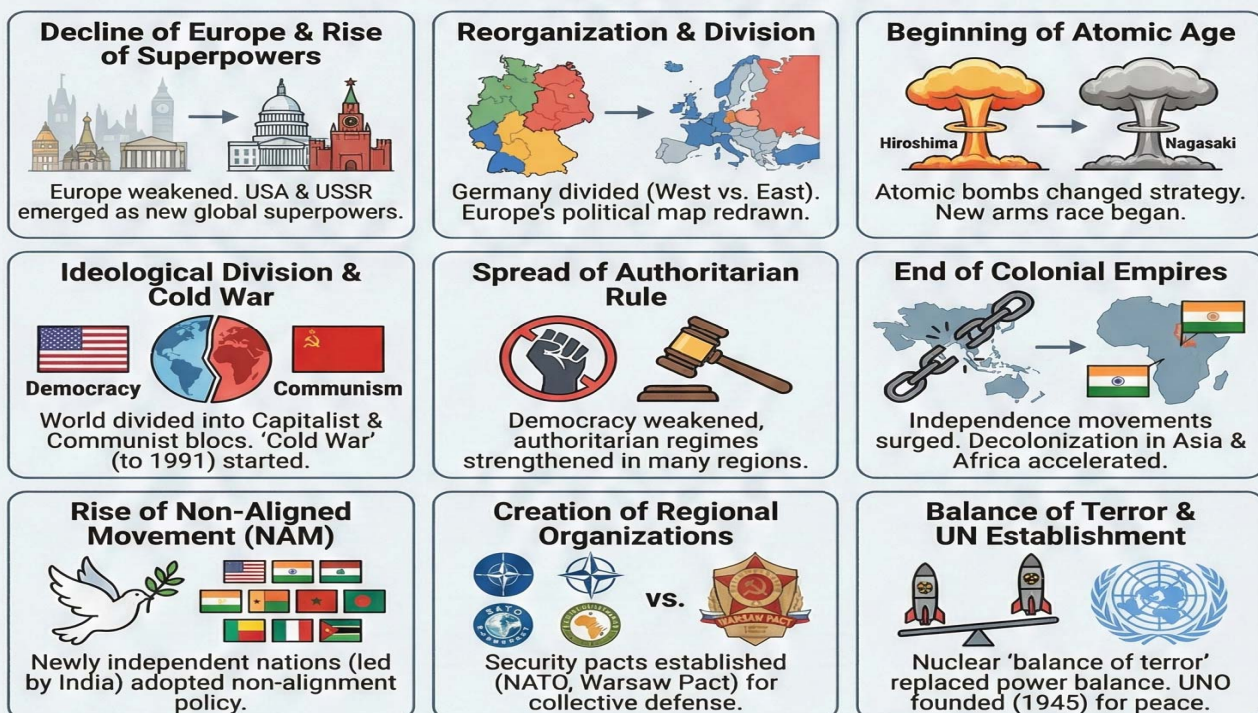 Decline of Europe & Rise
of Superpowers
Europe weakened. USA & USSR
emerged as new global superpowers.
Reorganization & Division
Germany divided (West vs. East).
Europe's political map redrawn.
Beginning of Atomic Age
Hiroshima
Nagasaki
Atomic bombs changed strategy.
New arms race began.
Ideological Division &
Cold War
Democracy
Communism
World divided into Capitalist &
Communist blocs. ‘Cold War’
(to 1991) started.
Spread of Authoritarian
Rule
Democracy weakened,
authoritarian regimes
strengthened in many regions.
End of Colonial Empires
Independence movements
surged. Decolonization in Asia &
Africa accelerated.
Rise of Non-Aligned
Movement (NAM)
Newly independent nations (led
by India) adopted non-alignment
policy.
Creation of Regional
Organizations
SATO
vs.
WARSAW PACT
Security pacts established
(NATO, Warsaw Pact) for
collective defense.
Balance of Terror &
UN Establishment
Nuclear ‘balance of terror’
replaced power balance. UNO
founded (1945) for peace.